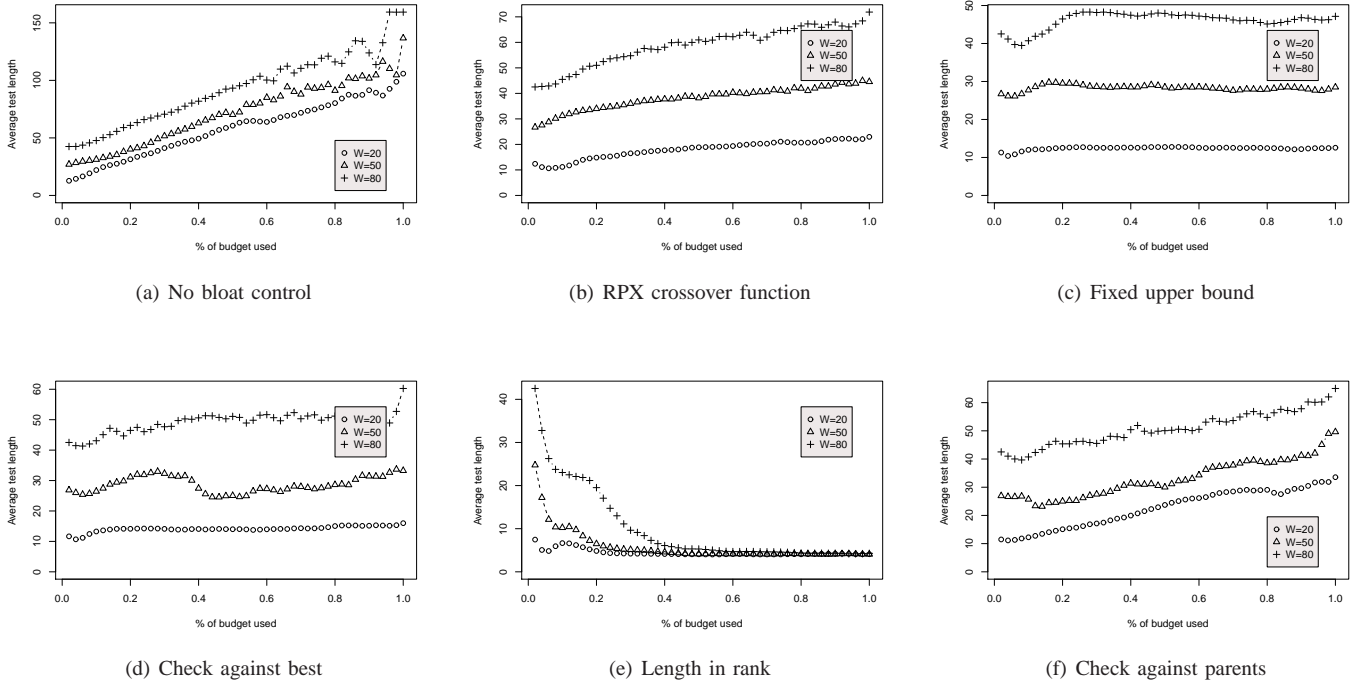 Average test length
0 50 100 150
0.0 0.2 0.4 0.6 0.8 1.0
% of budget used
W=20
W=50
W=80
(a) No bloat control
Average test length
0 10 20 30 40 50 60 70
0.0 0.2 0.4 0.6 0.8 1.0
% of budget used
W=20
W=50
W=80
(b) RPX crossover function
Average test length
0 10 20 30 40 50
0.0 0.2 0.4 0.6 0.8 1.0
% of budget used
W=20
W=50
W=80
(c) Fixed upper bound
Average test length
0 10 20 30 40 50 60
0.0 0.2 0.4 0.6 0.8 1.0
% of budget used
W=20
W=50
W=80
(d) Check against best
Average test length
0 10 20 30 40
0.0 0.2 0.4 0.6 0.8 1.0
% of budget used
W=20
W=50
W=80
(e) Length in rank
Average test length
0 10 20 30 40 50 60
0.0 0.2 0.4 0.6 0.8 1.0
% of budget used
W=20
W=50
W=80
(f) Check against parents